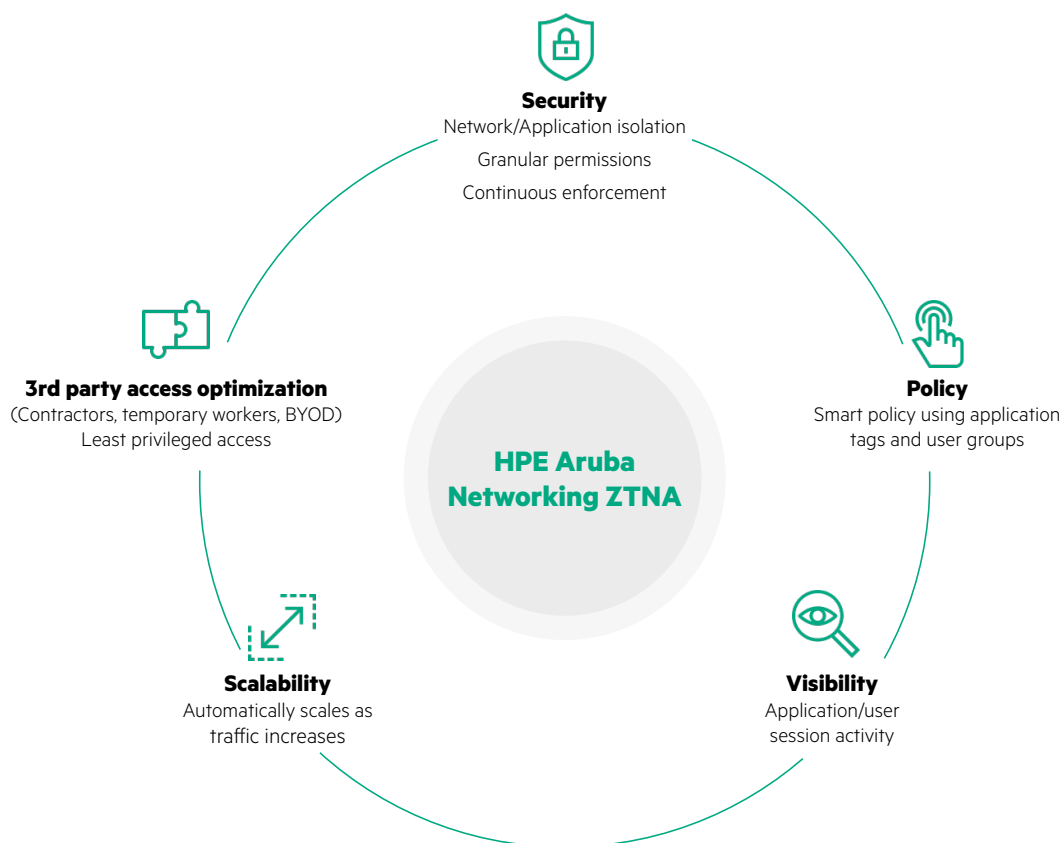 Security
Network/Application isolation
Granular permissions
Continuous enforcement
3rd party access optimization
(Contractors, temporary workers, BYOD)
Least privileged access
Policy
Smart policy using application
tags and user groups
HPE Aruba
Networking ZTNA
Scalability
Automatically scales as
traffic increases
Visibility
Application/user
session activity